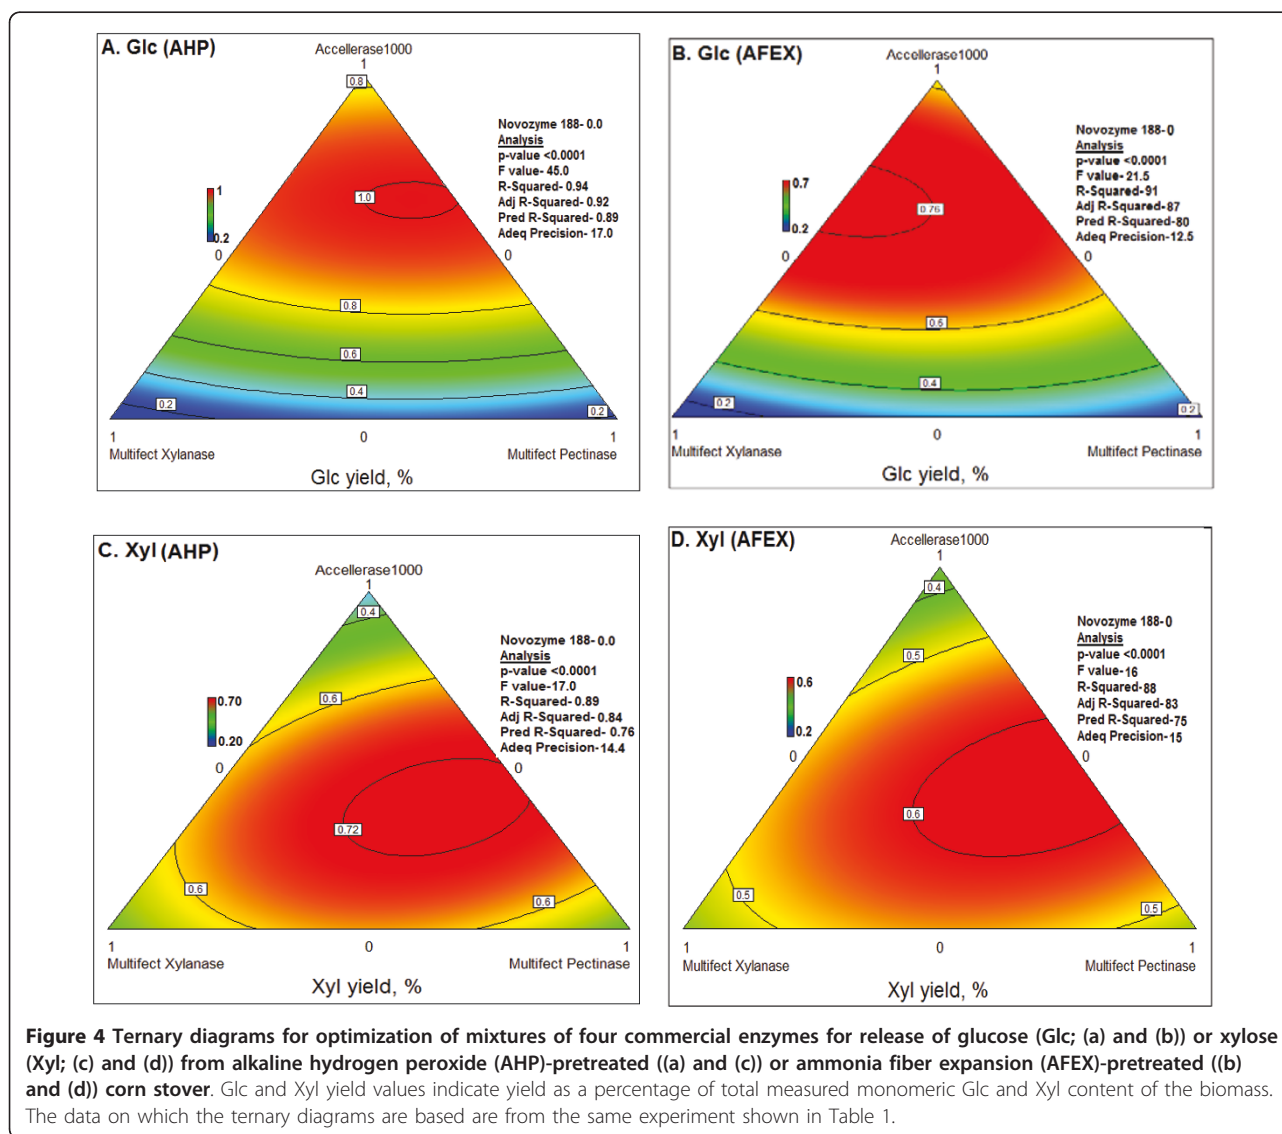 A. Glc (AHP)
Accellerase1000
1
0.8
Novozyme 188- 0.0
Analysis
p-value <0.0001
F value- 45.0
R-Squared- 0.94
Adj R-Squared- 0.92
Pred R-Squared- 0.89
Adeq Precision- 17.0
1
0.2
1.0
0
0
0.8
0.6
0.4
0.2
0.2
1
0
1
Multifect Xylanase
Multifect Pectinase
Glc yield, %
B. Glc (AFEX)
Accellerase1000
1
Novozyme 188- 0
Analysis
p-value <0.0001
F value- 21.5
R-Squared-91
Adj R-Squared-87
Pred R-Squared-80
Adeq Precision-12.5
0.7
0.2
0.76
0
0
0.6
0.4
0.2
0.2
1
0
1
Multifect Xylanase
Multifect Pectinase
Glc yield, %
C. Xyl (AHP)
Accellerase1000
1
0.4
Novozyme 188- 0.0
Analysis
p-value <0.0001
F value-17.0
R-Squared- 0.89
Adj R-Squared- 0.84
Pred R-Squared- 0.76
Adeq Precision-14.4
0.70
0.20
0.6
0
0
0.72
0.6
0.6
1
0
1
Multifect Xylanase
Multifect Pectinase
Xyl yield, %
D. Xyl (AFEX)
Accellerase1000
1
0.4
Novozyme 188- 0
Analysis
p-value <0.0001
F value-16
R-Squared-88
Adj R-Squared-83
Pred R-Squared-75
Adeq Precision-15
0.6
0.2
0.5
0
0
0.6
0.5
0.5
1
0
1
Multifect Xylanase
Multifect Pectinase
Xyl yield, %
Figure 4 Ternary diagrams for optimization of mixtures of four commercial enzymes for release of glucose (Glc; (a) and (b)) or xylose
(Xyl; (c) and (d)) from alkaline hydrogen peroxide (AHP)-pretreated ((a) and (c)) or ammonia fiber expansion (AFEX)-pretreated ((b)
and (d)) corn stover. Glc and Xyl yield values indicate yield as a percentage of total measured monomeric Glc and Xyl content of the biomass.
The data on which the ternary diagrams are based are from the same experiment shown in Table 1.